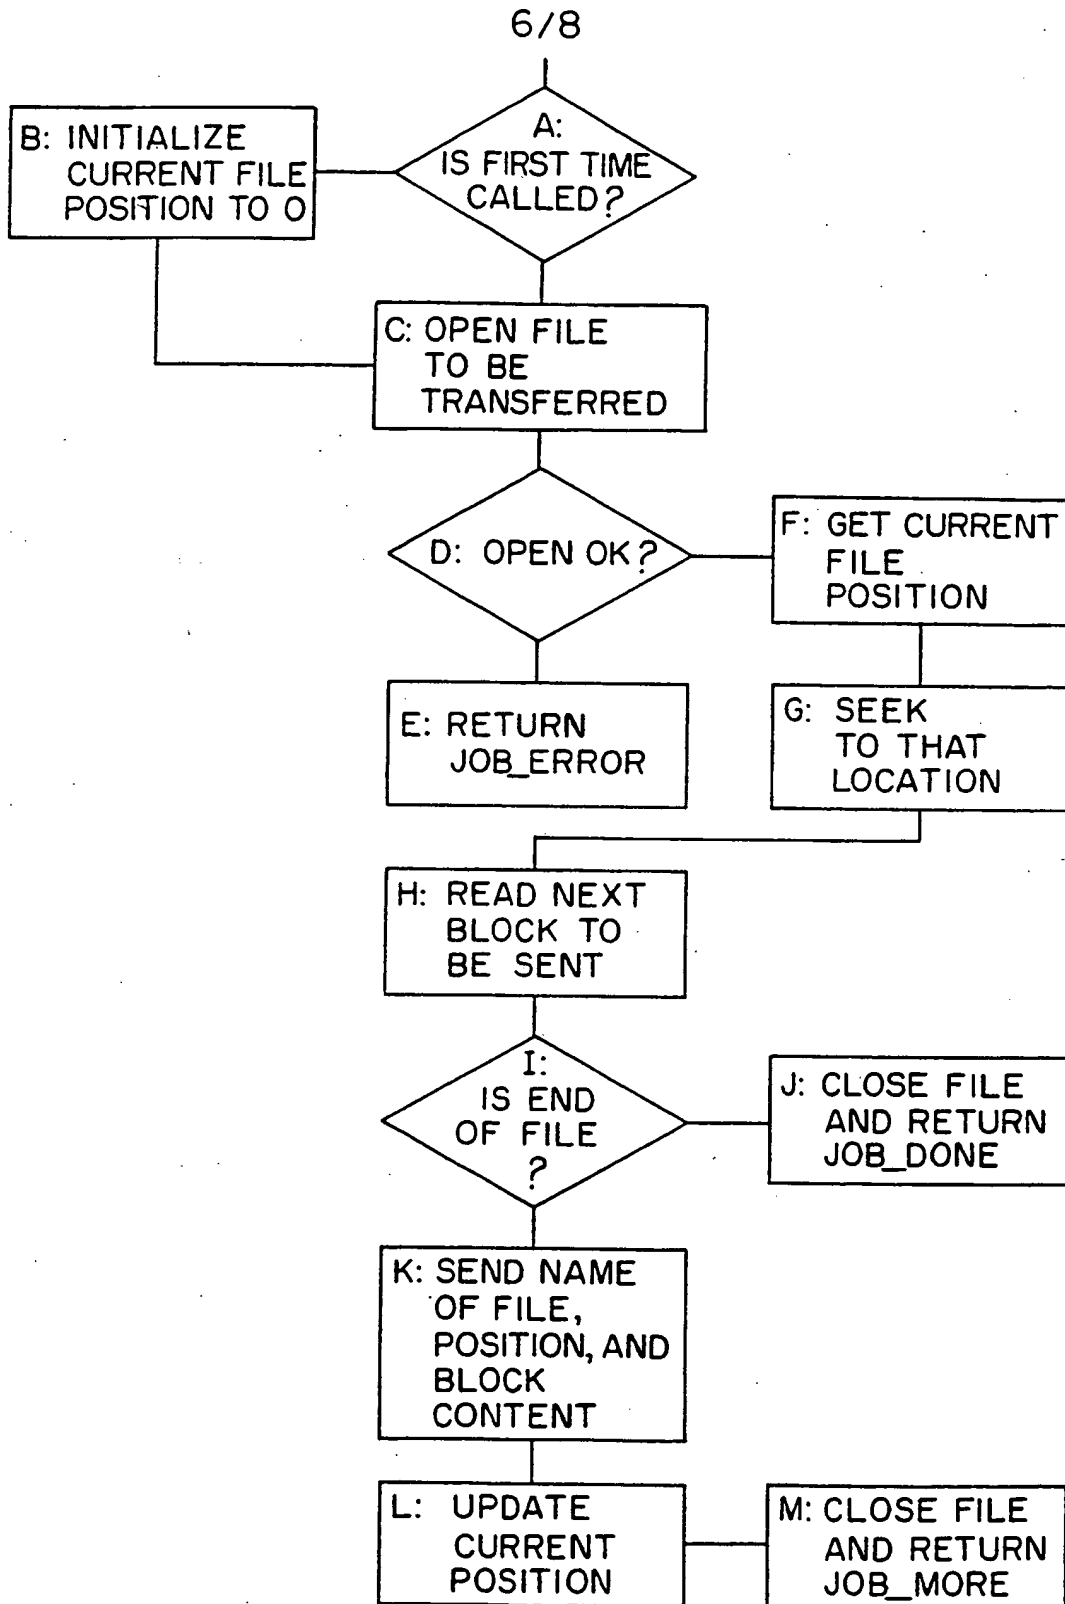 6/8
A:
IS FIRST TIME
CALLED?
B: INITIALIZE
CURRENT FILE
POSITION TO 0
C: OPEN FILE
TO BE
TRANSFERRED
D: OPEN OK?
F: GET CURRENT
FILE
POSITION
E: RETURN
JOB_ERROR
G: SEEK
TO THAT
LOCATION
H: READ NEXT
BLOCK TO
BE SENT
I:
IS END
OF FILE
?
J: CLOSE FILE
AND RETURN
JOB_DONE
K: SEND NAME
OF FILE,
POSITION, AND
BLOCK
CONTENT
L: UPDATE
CURRENT
POSITION
M: CLOSE FILE
AND RETURN
JOB_MORE